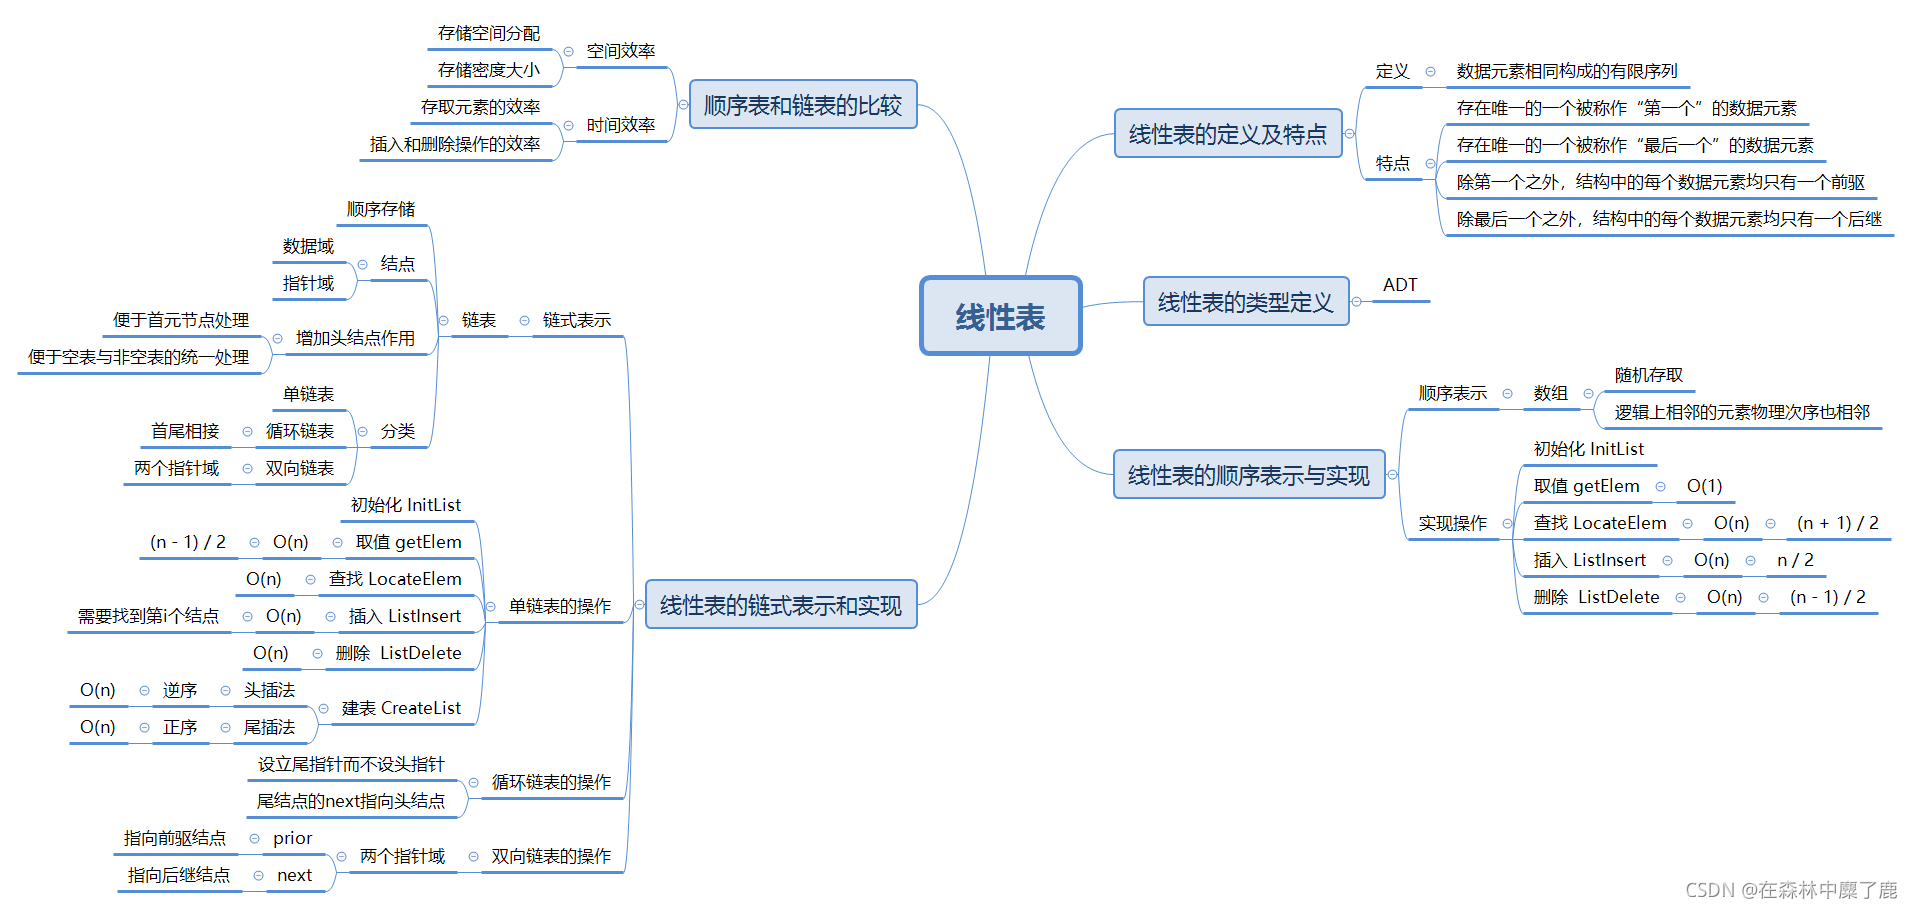 线性表
线性表的定义及特点
定义
数据元素相同构成的有限序列
特点
存在唯一的一个被称作“第一个”的数据元素
存在唯一的一个被称作“最后一个”的数据元素
除第一个之外，结构中的每个数据元素均只有一个前驱
除最后一个之外，结构中的每个数据元素均只有一个后继
线性表的类型定义
ADT
线性表的顺序表示与实现
顺序表示
数组
随机存取
逻辑上相邻的元素物理次序也相邻
实现操作
初始化 InitList
取值 getElem
O(1)
查找 LocateElem
O(n)
(n + 1) / 2
插入 ListInsert
O(n)
n / 2
删除 ListDelete
O(n)
(n - 1) / 2
顺序表和链表的比较
空间效率
存储空间分配
存储密度大小
时间效率
存取元素的效率
插入和删除操作的效率
线性表的链式表示和实现
链式表示
链表
顺序存储
结点
数据域
指针域
增加头结点作用
便于首元节点处理
便于空表与非空表的统一处理
分类
单链表
循环链表
首尾相接
双向链表
两个指针域
单链表的操作
初始化 InitList
取值 getElem
O(n)
(n - 1) / 2
查找 LocateElem
O(n)
插入 ListInsert
O(n)
需要找到第i个结点
删除 ListDelete
O(n)
建表 CreateList
头插法
逆序
O(n)
尾插法
正序
O(n)
循环链表的操作
设立尾指针而不设头指针
尾结点的next指向头结点
双向链表的操作
两个指针域
prior
指向前驱结点
next
指向后继结点
CSDN @在森林中麋了鹿